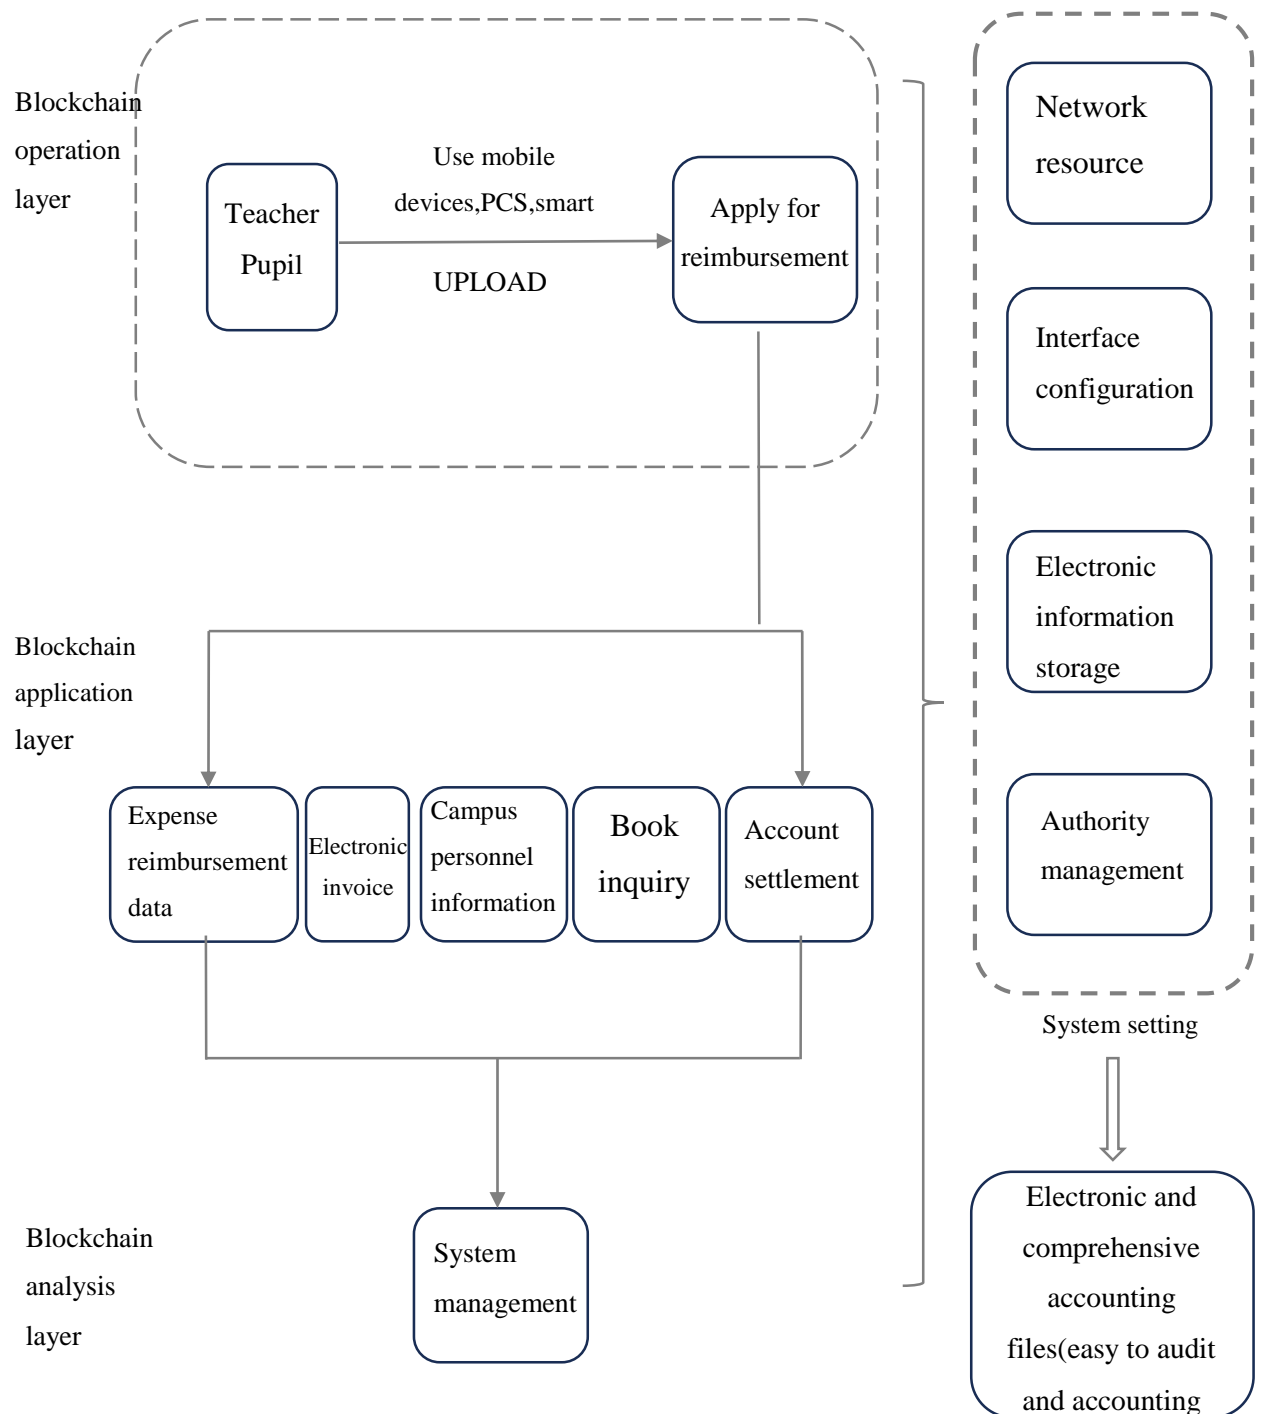 Blockchain
operation
layer
Teacher
Pupil
Use mobile
devices,PCS,smart
UPLOAD
Apply for
reimbursement
Blockchain
application
layer
Expense
reimbursement
data
Electronic
invoice
Campus
personnel
information
Book
inquiry
Account
settlement
Blockchain
analysis
layer
System
management
Network
resource
Interface
configuration
Electronic
information
storage
Authority
management
System setting
Electronic and
comprehensive
accounting
files(easy to audit
and accounting